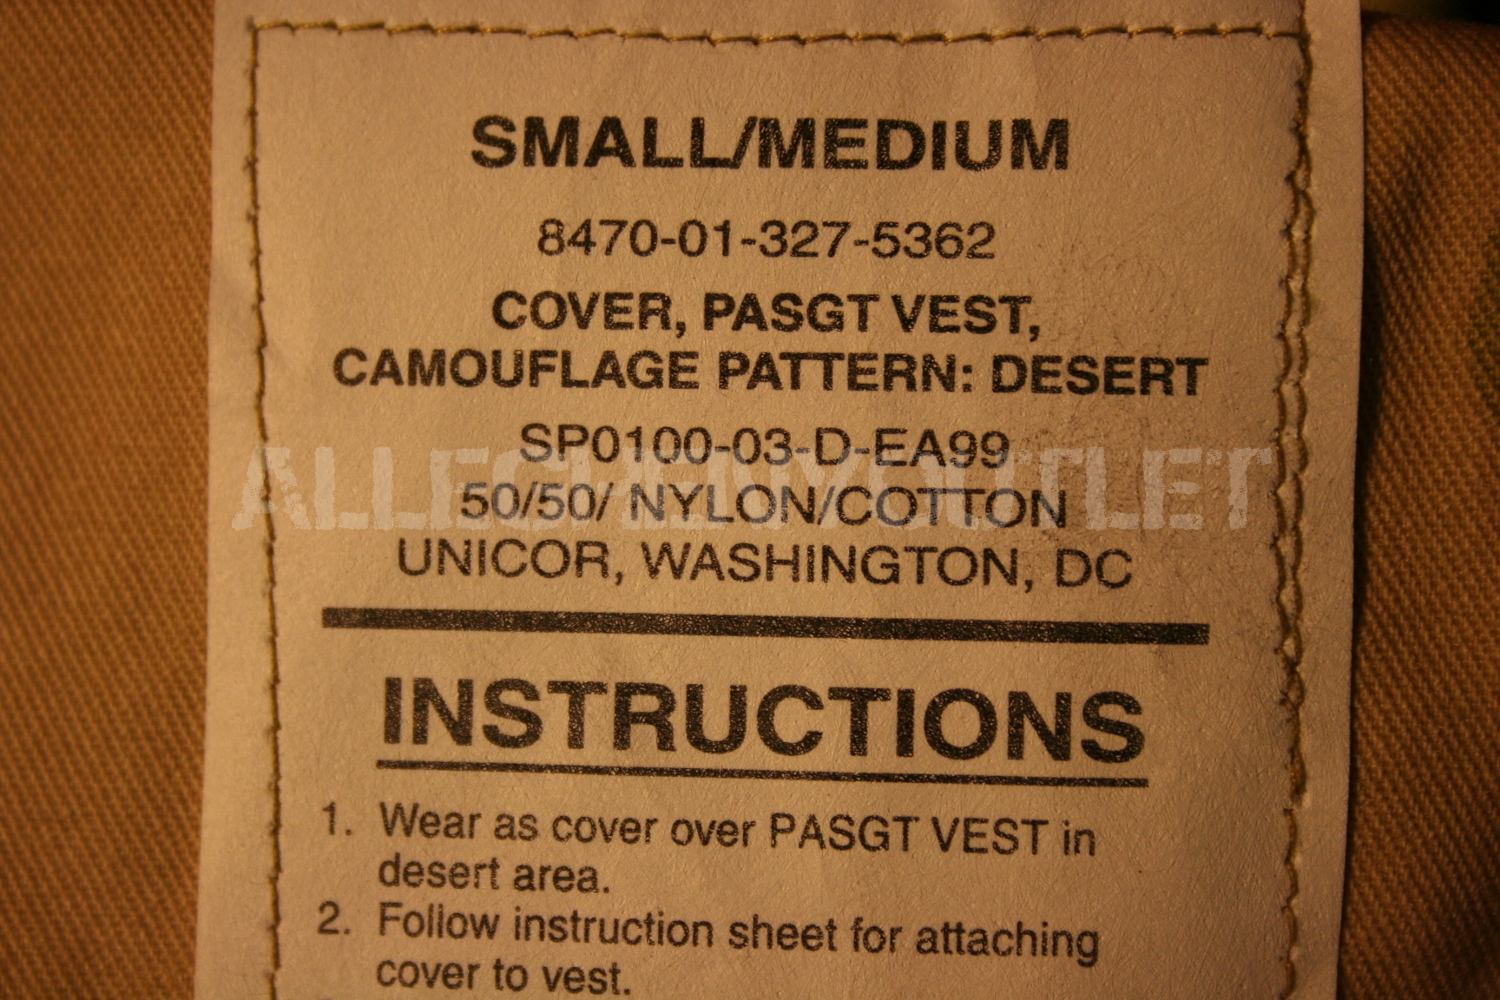 SMALL/MEDIUM
8470-01-327-5362
COVER, PASGT VEST,
CAMOUFLAGE PATTERN: DESERT
SP0100-03-D-EA99
ALLEGHENYOUTLET
50/50/ NYLON/COTTON
UNICOR, WASHINGTON, DC
INSTRUCTIONS
1. Wear as cover over PASGT VEST in
desert area.
2. Follow instruction sheet for attaching
cover to vest.